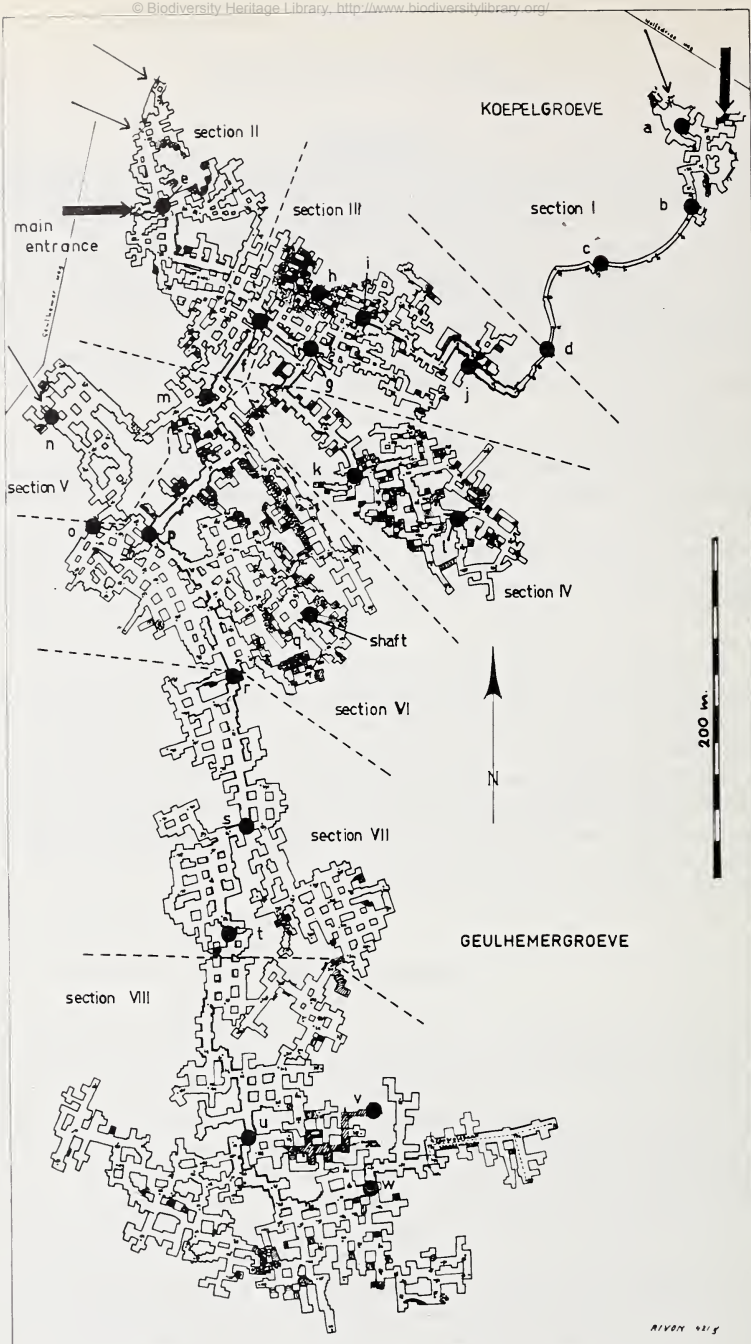 © Biodiversity Heritage Library, http://www.biodiversitylibrary.org/
KOEPELGROEVE
a
section II
e
b
section III
section I
main
entrance
c
h
i
f
d
g
j
m
n
k
section V
o
p
l
section IV
q
shaft
r
section VI
200 m.
N
s
section VII
t
GEULHEMERGROEVE
section VIII
v
u
w